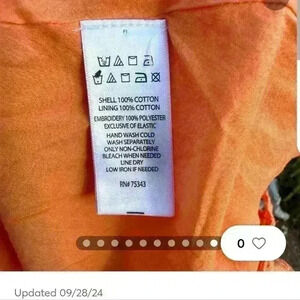 SHELL 100% COTTON
LINING 100% COTTON
EMBROIDERY 100% POLYESTER
EXCLUSIVE OF ELASTIC
HAND WASH COLD
WASH SEPARATELY
ONLY NON-CHLORINE
BLEACH WHEN NEEDED
LINE DRY
LOW IRON IF NEEDED
RN# 75343
0
Updated 09/28/24